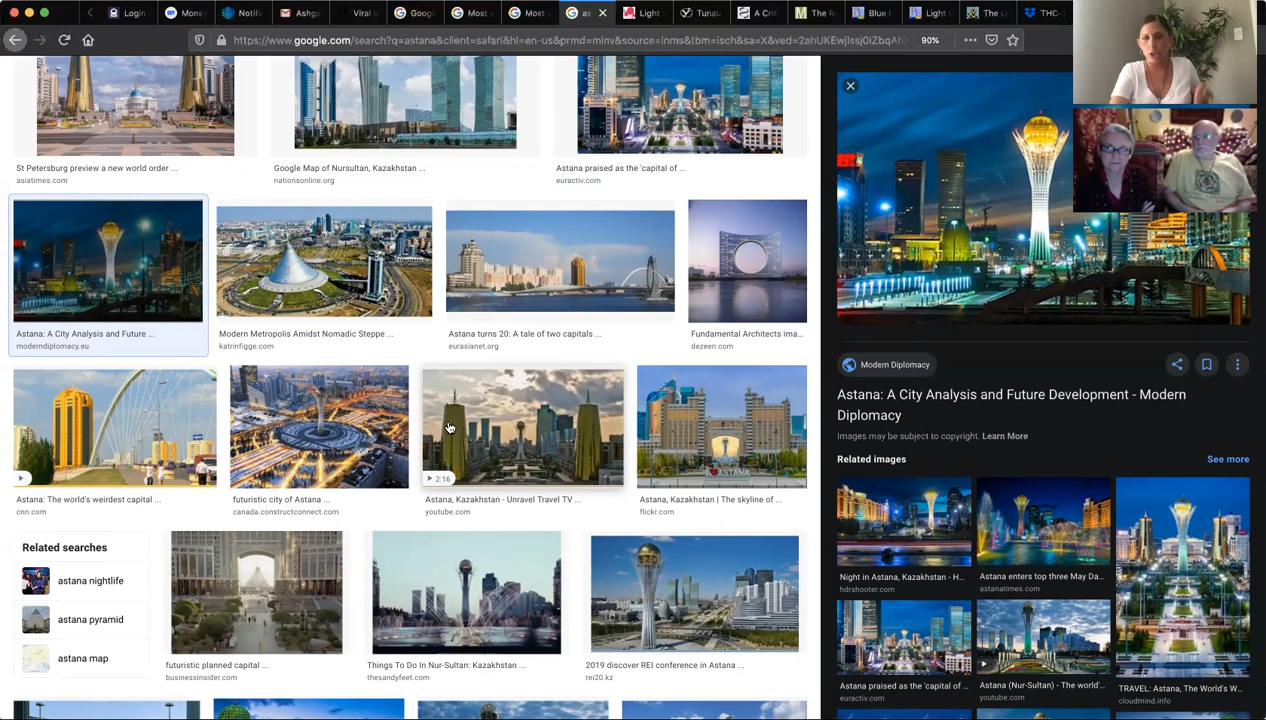 Login
Money
Notifi
Ashga
Viral
Googl
Most v
Most v
as
Light
Tunau
A Criti
The Re
Blue
Light
The L
THC-
https://www.google.com/search?q=astana&client=safari&hl=en-us&prmd=minv&source=lnms&tbm=isch&sa=X&ved=2ahUKEwjlssj0iZbqAh
90%
St Petersburg preview a new world order ...
asiatimes.com
Google Map of Nursultan, Kazakhstan ...
nationsonline.org
Astana praised as the 'capital of ...
euractiv.com
Astana: A City Analysis and Future ...
moderndiplomacy.eu
Modern Metropolis Amidst Nomadic Steppe ...
katrinfigge.com
Astana turns 20: A tale of two capitals ...
eurasianet.org
Fundamental Architects ima...
dezeen.com
Astana: The world's weirdest capital ...
cnn.com
futuristic city of Astana ...
canada.constructconnect.com
2:16
Astana, Kazakhstan - Unravel Travel TV ...
youtube.com
ASTANA
Astana, Kazakhstan | The skyline of ...
flickr.com
Related searches
astana nightlife
astana pyramid
astana map
futuristic planned capital ...
businessinsider.com
Things To Do In Nur-Sultan: Kazakhstan ...
thesandyfeet.com
2019 discover REI conference in Astana ...
rei20.kz
Modern Diplomacy
Astana: A City Analysis and Future Development - Modern
Diplomacy
Images may be subject to copyright. Learn More
Related images
See more
Night in Astana, Kazakhstan - H...
hdrshooter.com
Astana enters top three May Da...
astanatimes.com
Astana praised as the 'capital of ...
euractiv.com
Astana (Nur-Sultan) - The world'...
youtube.com
TRAVEL: Astana, The World's W...
cloudmind.info